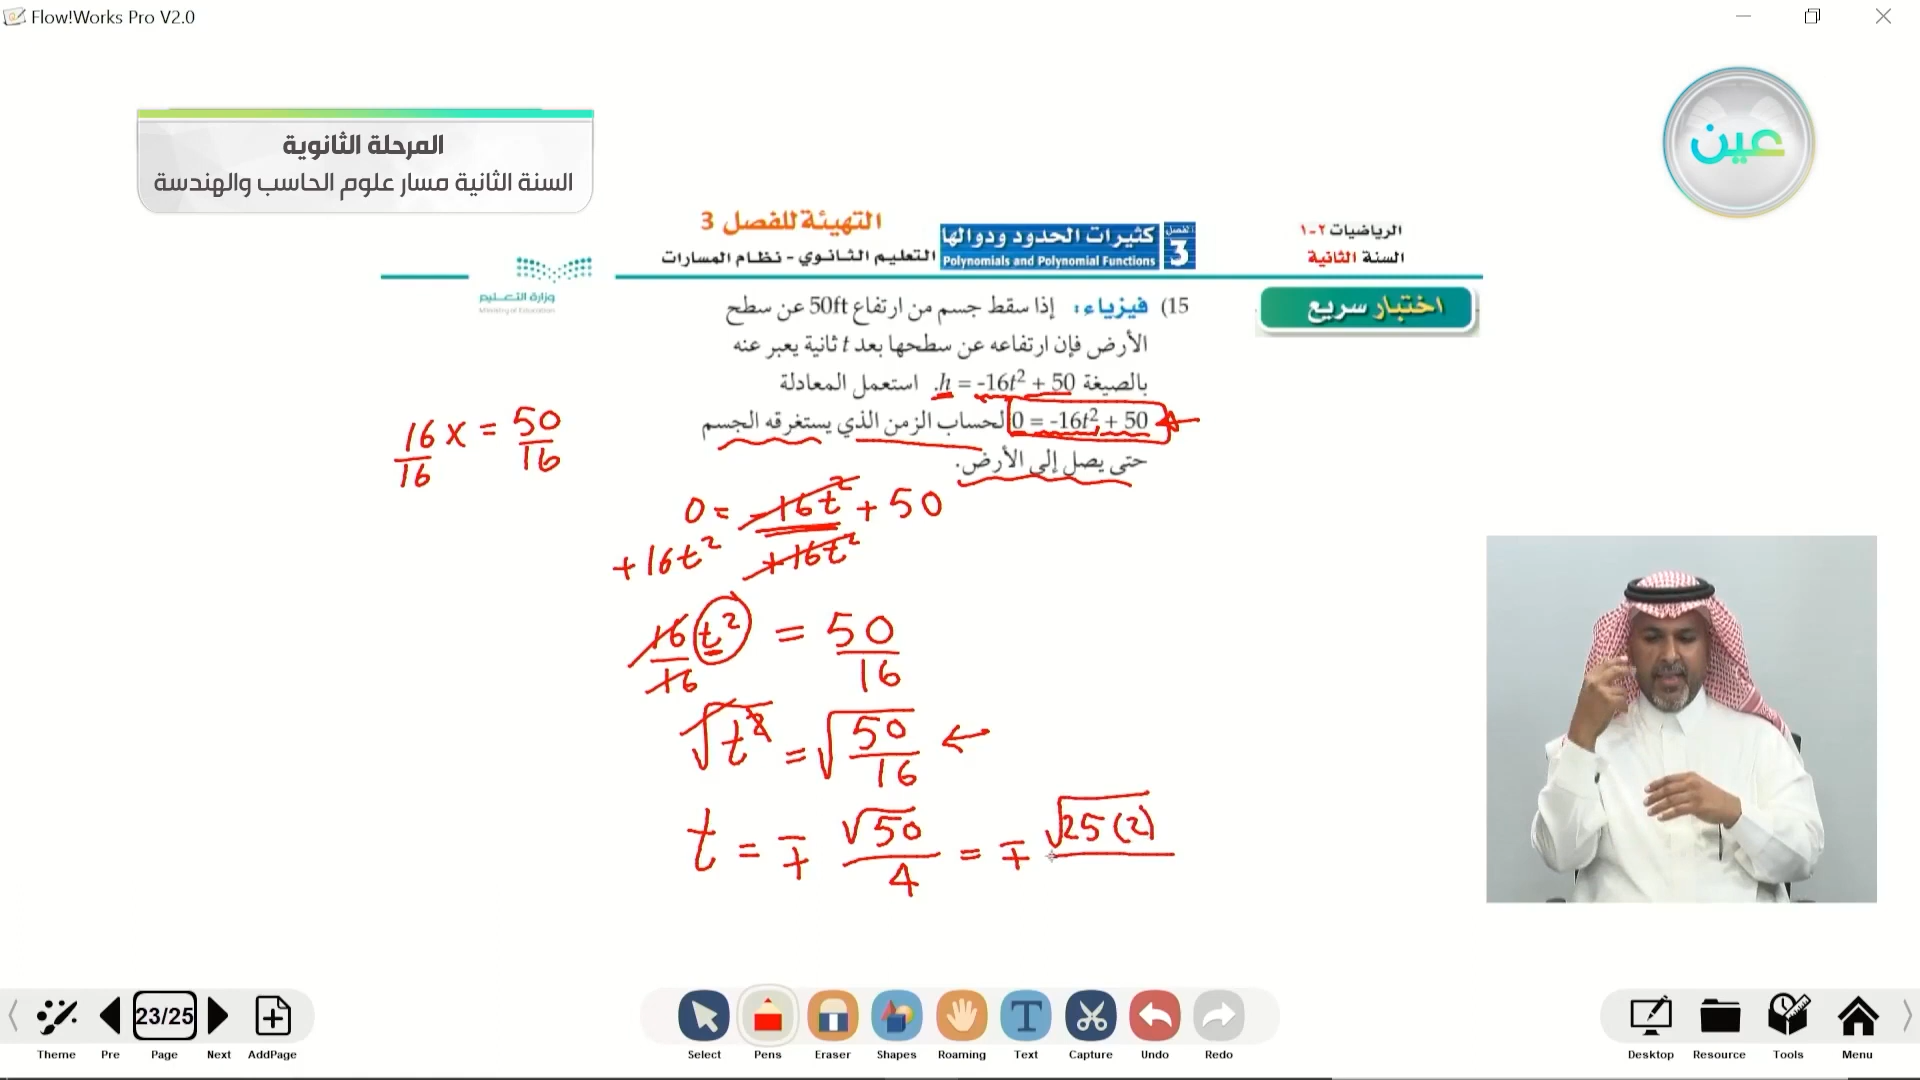 Flow!Works Pro V2.0
المرحلة الثانوية
السنة الثانية مسار علوم الحاسب والهندسة
عين
الرياضيات ٢-١
السنة الثانية
الفصل 3
كثيرات الحدود ودوالها
Polynomials and Polynomial Functions
التهيئة للفصل 3
التعليم الثانوي - نظام المسارات
وزارة التعليم
Ministry of Education
اختبار سريع
15) فيزياء: إذا سقط جسم من ارتفاع 50ft عن سطح
الأرض فإن ارتفاعه عن سطحها بعد t ثانية يعبر عنه
بالصيغة h = -16t² + 50. استعمل المعادلة
0 = -16t² + 50 لحساب الزمن الذي يستغرقه الجسم
حتى يصل إلى الأرض.
16x/16 = 50/16
0 = -16t² + 50
+16t² +16t²
16t²/16 = 50/16
√t² = √50/16 ←
t = ∓ √50/4 = ∓ √25(2)
23/25
Theme Pre Page Next AddPage
Select Pens Eraser Shapes Roaming Text Capture Undo Redo
Desktop Resource Tools Menu